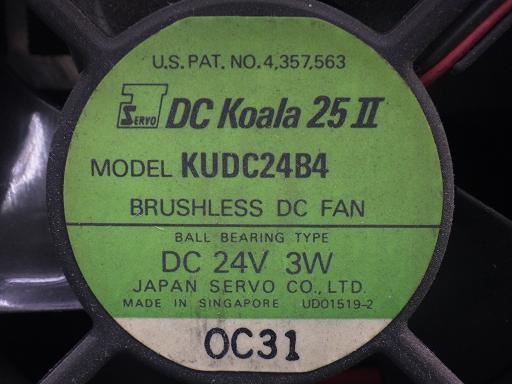 U.S. PAT. NO. 4,357,563
SERVO DC Koala 25 II
MODEL KUDC24B4
BRUSHLESS DC FAN
BALL BEARING TYPE
DC 24V 3W
JAPAN SERVO CO., LTD.
MADE IN SINGAPORE UD01519-2
0C31